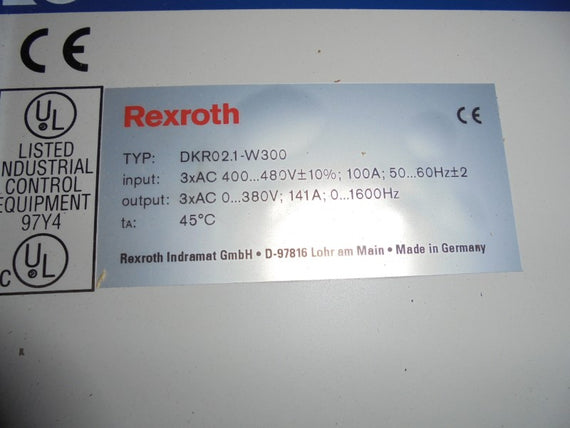 CE
UL
LISTED
INDUSTRIAL
CONTROL
EQUIPMENT
97Y4
C UL
Rexroth CE
TYP: DKR02.1-W300
input: 3xAC 400...480V±10%; 100A; 50...60Hz±2
output: 3xAC 0...380V; 141A; 0...1600Hz
tA: 45°C
Rexroth Indramat GmbH • D-97816 Lohr am Main • Made in Germany